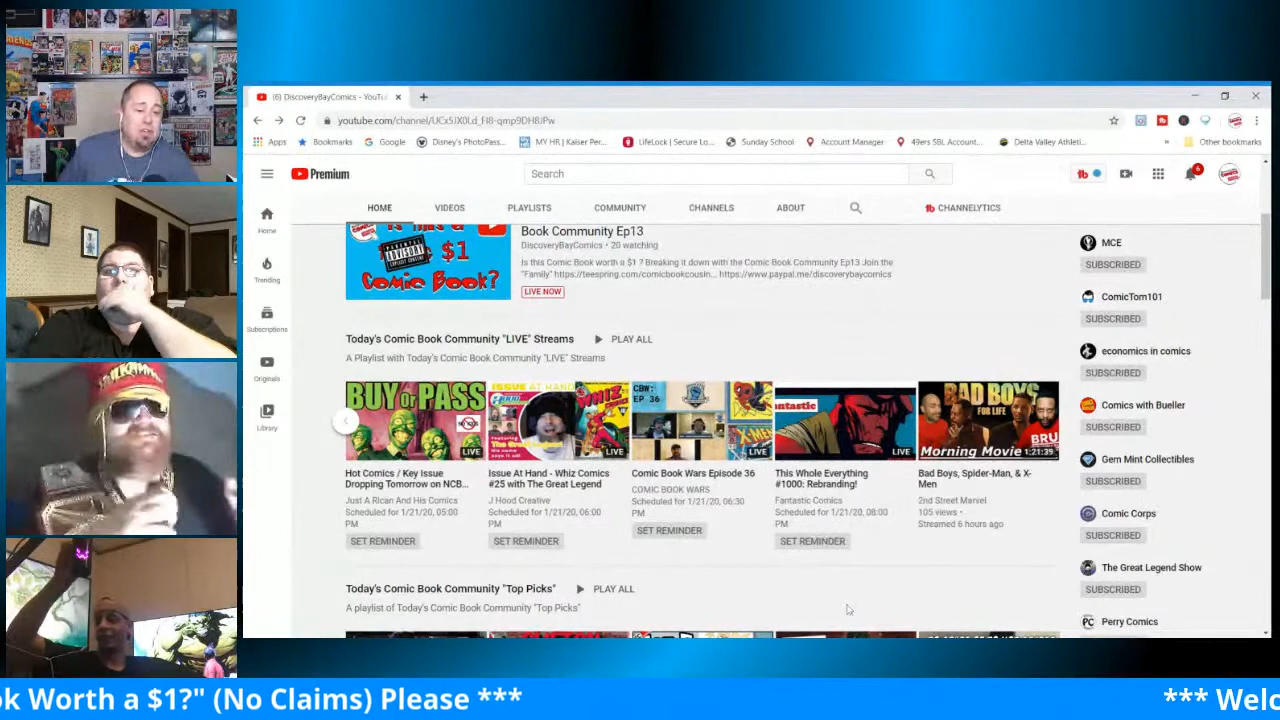 (6) DiscoveryBayComics - YouTu
youtube.com/channel/UCx5JX0Ld_FI8-qmp9DH8JPw
Apps
Bookmarks
Google
Disney's PhotoPass...
MY HR | Kaiser Per...
LifeLock | Secure Lo...
Sunday School
Account Manager
49ers SBL Account...
Delta Valley Athleti...
»
Other bookmarks
Premium
Search
6
HOME
VIDEOS
PLAYLISTS
COMMUNITY
CHANNELS
ABOUT
CHANNELYTICS
Home
Trending
Subscriptions
Originals
Library
PARENTAL
ADVISORY
$1
Comic Book?
Book Community Ep13
DiscoveryBayComics • 20 watching
Is this Comic Book worth a $1 ? Breaking it down with the Comic Book Community Ep13 Join the
"Family" https://teespring.com/comicbookcousin... https://www.paypal.me/discoverybaycomics
LIVE NOW
Today's Comic Book Community "LIVE" Streams
PLAY ALL
A Playlist with Today's Comic Book Community "LIVE" Streams
BUY or PASS
LIVE
Hot Comics / Key Issue
Dropping Tomorrow on NCB...
Just A Rican And His Comics
Scheduled for 1/21/20, 05:00
PM
SET REMINDER
ISSUE AT HAND
WHIZ
LIVE
Issue At Hand - Whiz Comics
#25 with The Great Legend
J Hood Creative
Scheduled for 1/21/20, 06:00
PM
SET REMINDER
CBW:
EP 36
X-MEN
LIVE
Comic Book Wars Episode 36
COMIC BOOK WARS
Scheduled for 1/21/20, 06:30
PM
SET REMINDER
antastic
LIVE
This Whole Everything
#1000: Rebranding!
Fantastic Comics
Scheduled for 1/21/20, 08:00
PM
SET REMINDER
BAD BOYS
FOR LIFE
BRU
Morning Movie
1:21:39
Bad Boys, Spider-Man, & X-
Men
2nd Street Marvel
105 views •
Streamed 6 hours ago
Today's Comic Book Community "Top Picks"
PLAY ALL
A playlist of Today's Comic Book Community "Top Picks"
MCE
SUBSCRIBED
ComicTom101
SUBSCRIBED
economics in comics
SUBSCRIBED
Comics with Bueller
SUBSCRIBED
Gem Mint Collectibles
SUBSCRIBED
Comic Corps
SUBSCRIBED
The Great Legend Show
SUBSCRIBED
PC
Perry Comics
ok Worth a $1?" (No Claims) Please ***
*** Welc